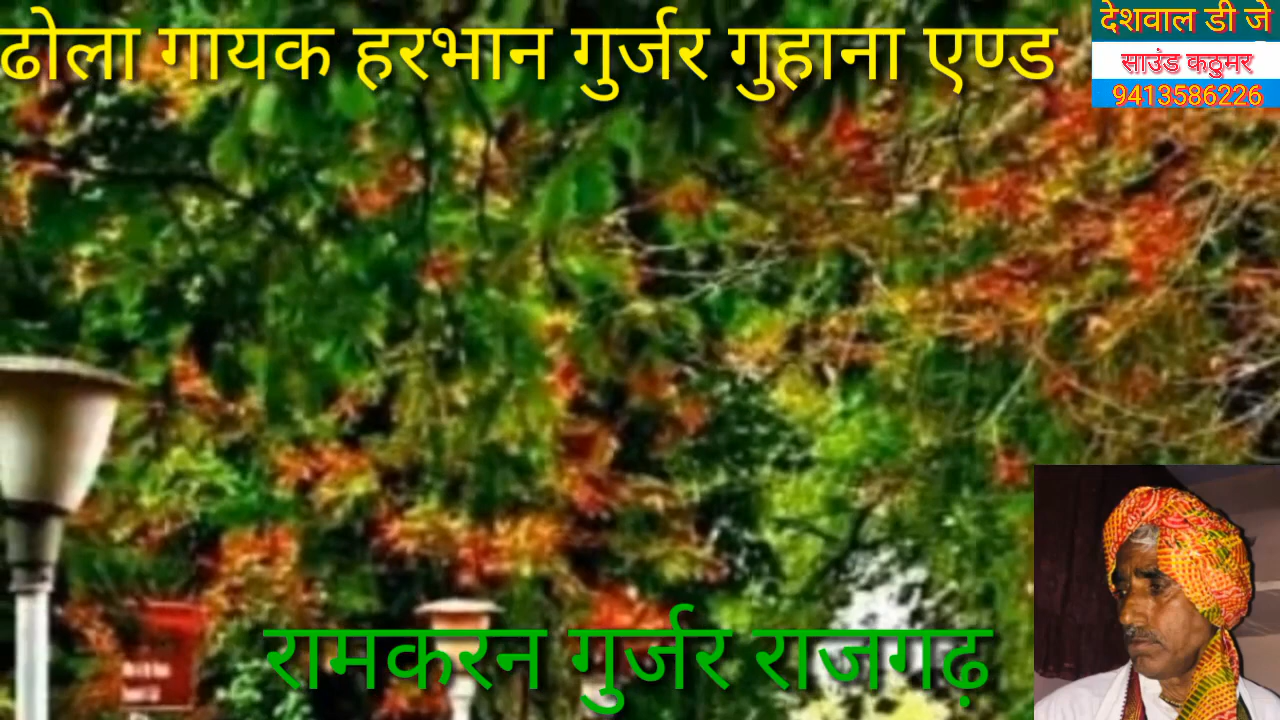 ढोला गायक हरभान गुर्जर गुहाना एण्ड
देशवाल डी जे
साउंड कठुमर
9413586226
रामकरन गुर्जर राजगढ़